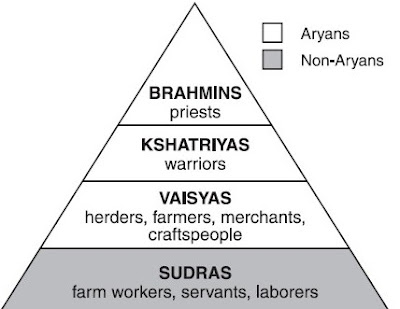 Aryans
Non-Aryans
BRAHMINS
priests
KSHATRIYAS
warriors
VAISYAS
herders, farmers, merchants,
craftspeople
SUDRAS
farm workers, servants, laborers